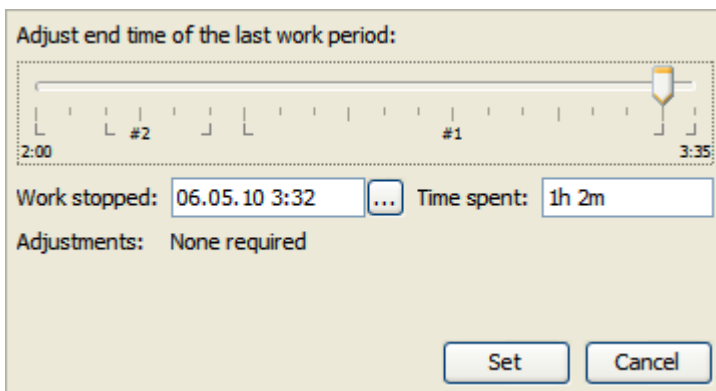 Adjust end time of the last work period:
#2 #1
2:00 3:35
Work stopped: 06.05.10 3:32 ... Time spent: 1h 2m
Adjustments: None required
Set Cancel